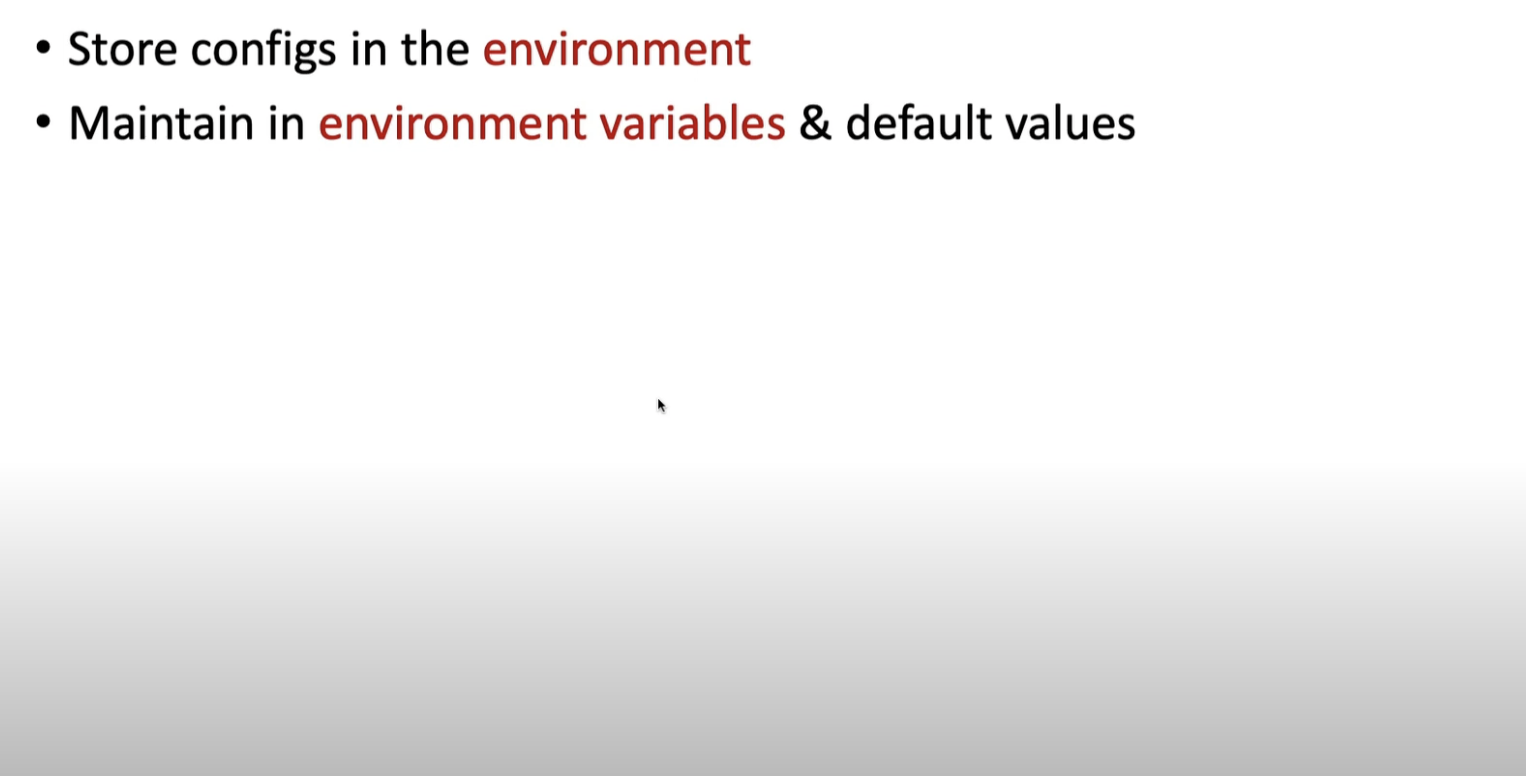 • Store configs in the environment
• Maintain in environment variables & default values